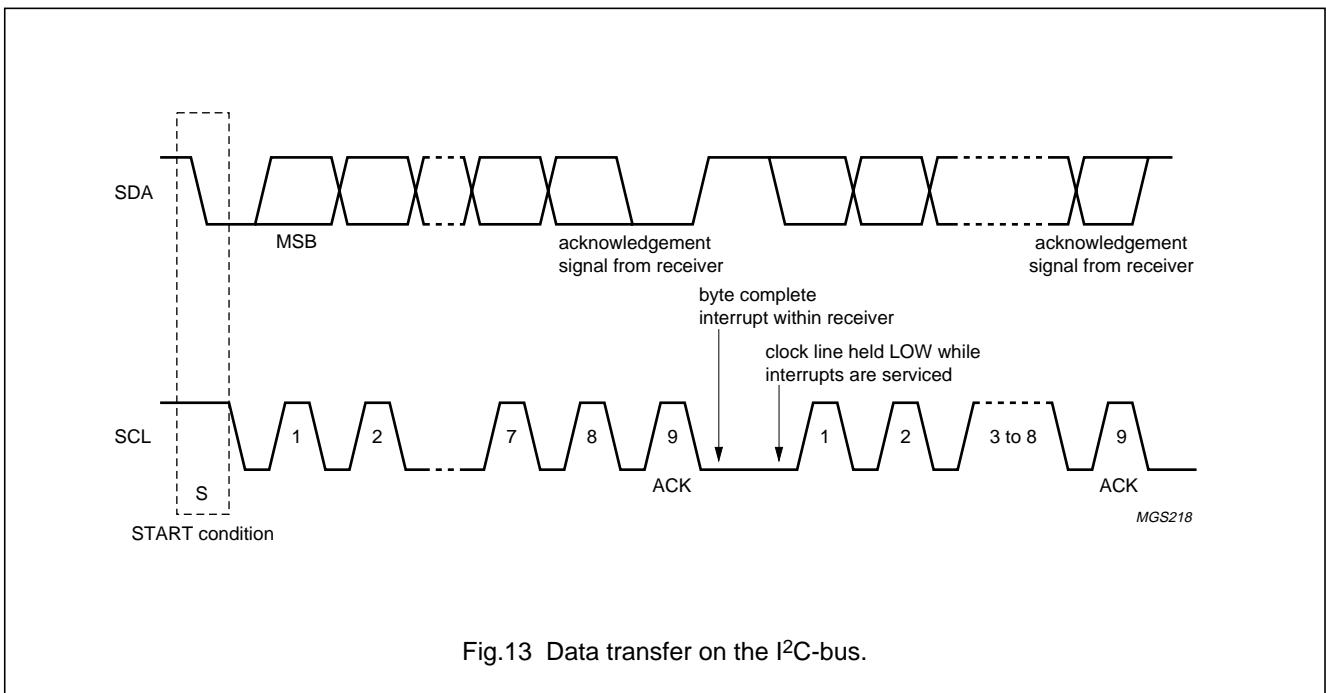 SDA
MSB
acknowledgement
signal from receiver
acknowledgement
signal from receiver
byte complete
interrupt within receiver
clock line held LOW while
interrupts are serviced
SCL
1
2
7
8
9
1
2
3 to 8
9
ACK
ACK
S
START condition
MGS218
Fig.13 Data transfer on the I²C-bus.